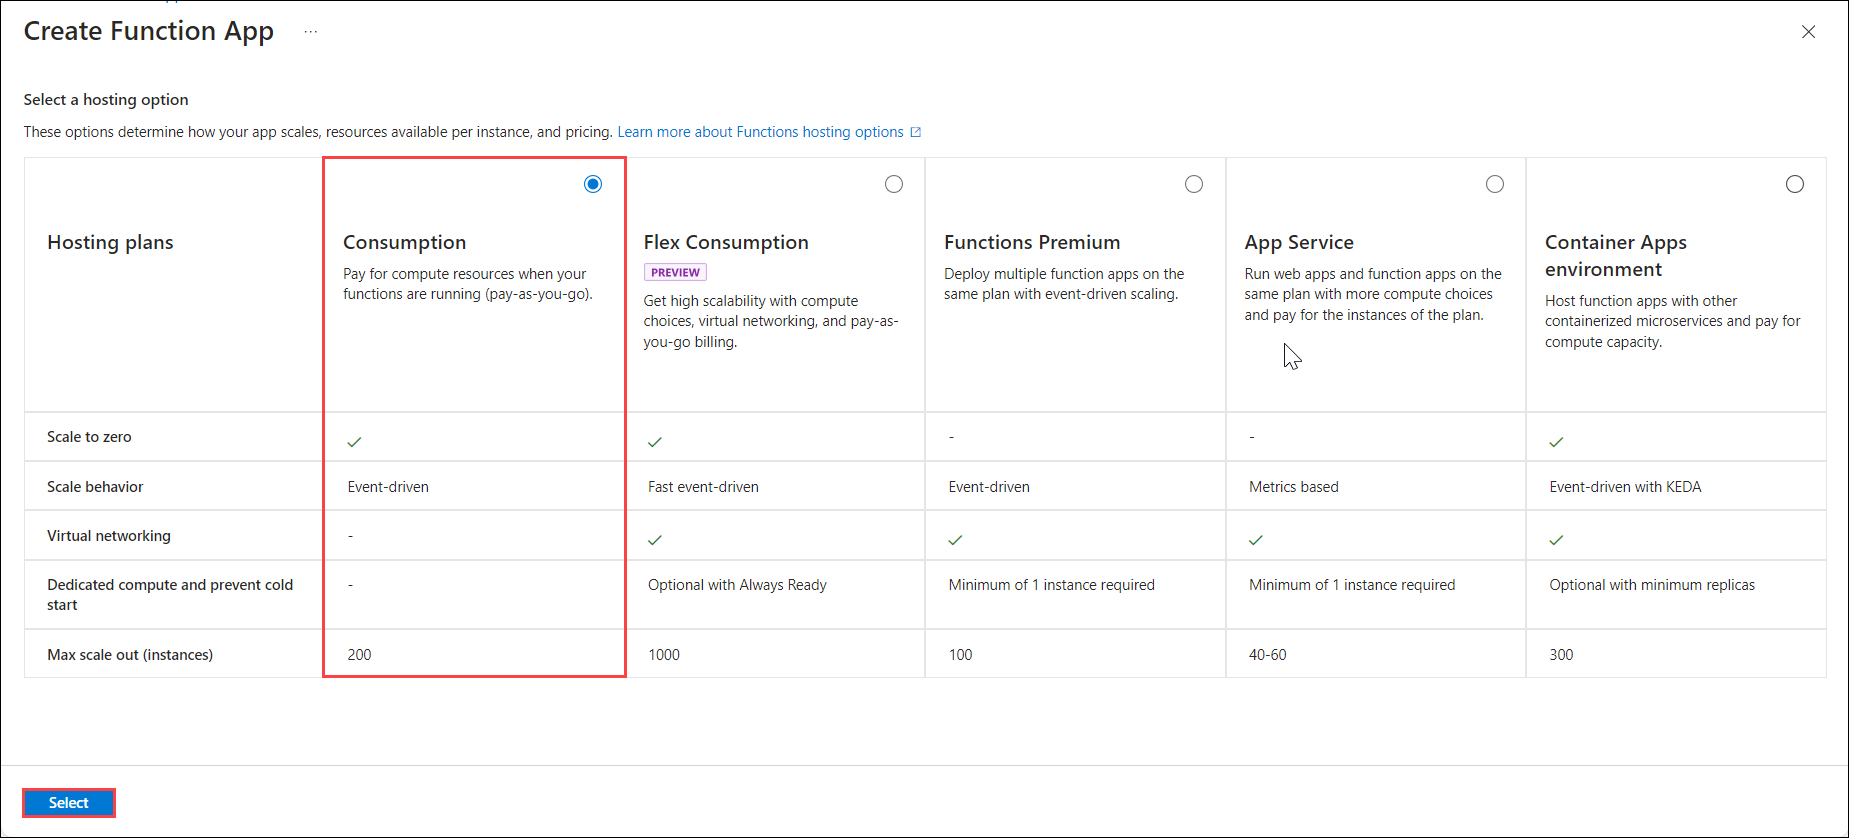 Create Function App ...
Select a hosting option
These options determine how your app scales, resources available per instance, and pricing. Learn more about Functions hosting options
Hosting plans
Consumption
Pay for compute resources when your
functions are running (pay-as-you-go).
Flex Consumption
PREVIEW
Get high scalability with compute
choices, virtual networking, and pay-as-
you-go billing.
Functions Premium
Deploy multiple function apps on the
same plan with event-driven scaling.
App Service
Run web apps and function apps on the
same plan with more compute choices
and pay for the instances of the plan.
Container Apps
environment
Host function apps with other
containerized microservices and pay for
compute capacity.
Scale to zero ✓ ✓ - - ✓
Scale behavior Event-driven Fast event-driven Event-driven Metrics based Event-driven with KEDA
Virtual networking - ✓ ✓ ✓ ✓
Dedicated compute and prevent cold
start
- Optional with Always Ready Minimum of 1 instance required Minimum of 1 instance required Optional with minimum replicas
Max scale out (instances) 200 1000 100 40-60 300
Select